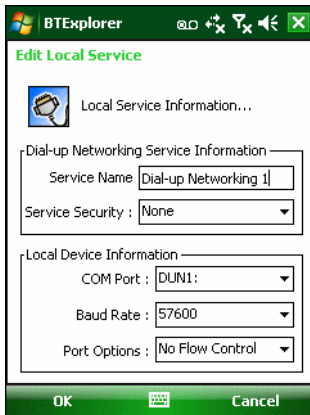 BTExplorer
Edit Local Service
Local Service Information...
Dial-up Networking Service Information
Service Name Dial-up Networking 1
Service Security : None
Local Device Information
COM Port : DUN1:
Baud Rate : 57600
Port Options : No Flow Control
OK Cancel